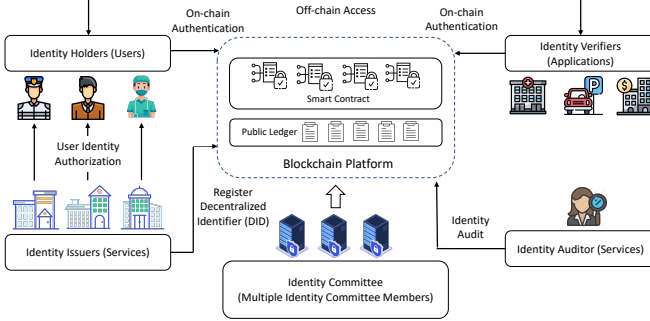 On-chain
Authentication
Off-chain Access
On-chain
Authentication
Identity Holders (Users)
Identity Verifiers
(Applications)
Smart Contract
P
$
User Identity
Authorization
Public Ledger
Blockchain Platform
Register
Decentralized
Identifier (DID)
Identity
Audit
Identity Issuers (Services)
Identity Auditor (Services)
Identity Committee
(Multiple Identity Committee Members)